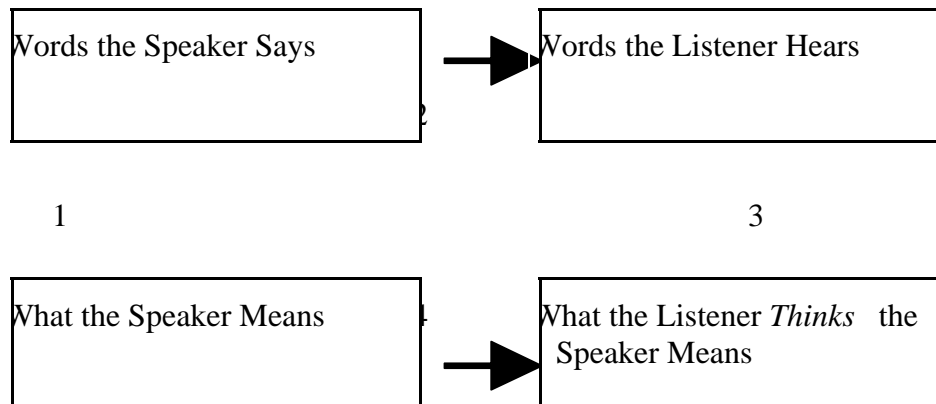 Words the Speaker Says
Words the Listener Hears
2
1
3
What the Speaker Means
4
What the Listener Thinks the
Speaker Means